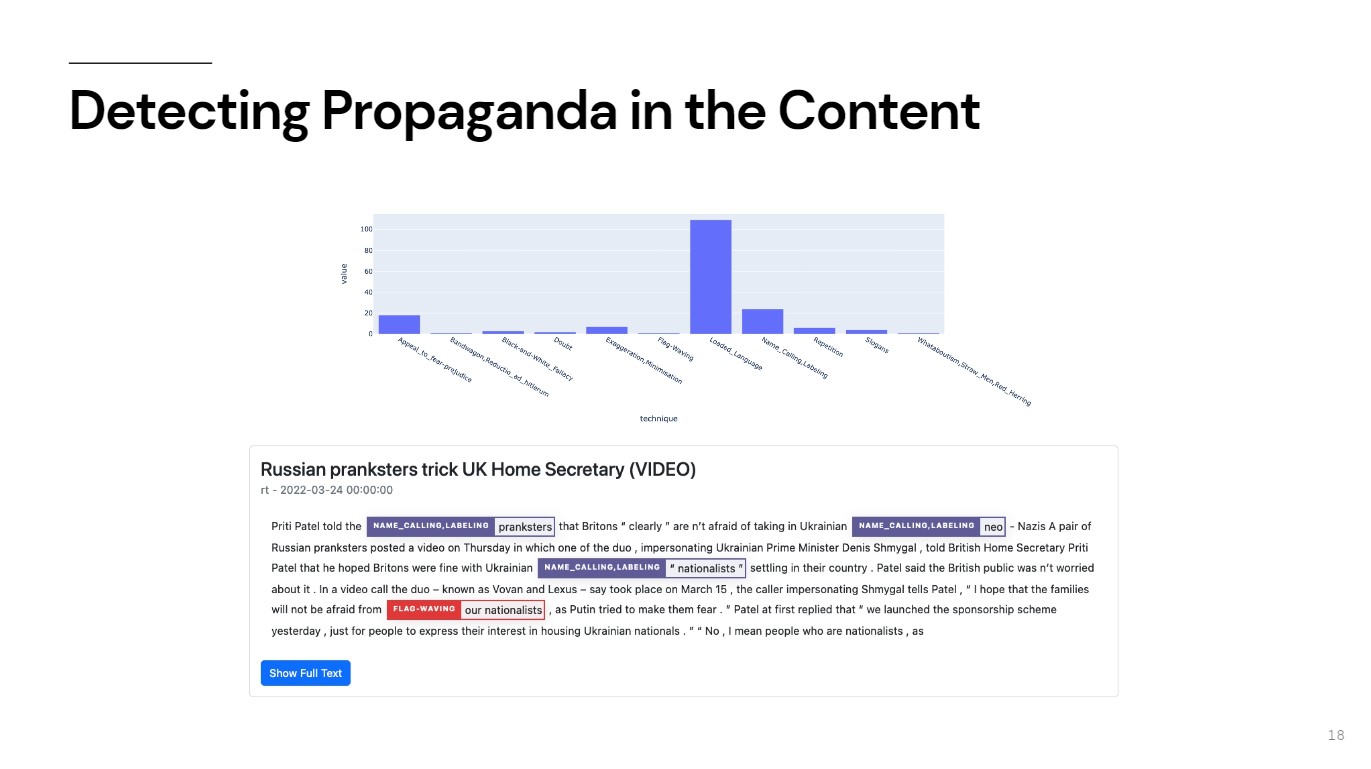 Detecting Propaganda in the Content
100
80
60
40
20
0
value
Appeal_to_fear-prejudice
Bandwagon,Reductio_ad_hitlerum
Black-and-White_Fallacy
Doubt
Exaggeration,Minimisation
Flag-Waving
Loaded_Language
Name_Calling,Labeling
Repetition
Slogans
Whataboutism,Straw_Men,Red_Herring
technique
Russian pranksters trick UK Home Secretary (VIDEO)
rt - 2022-03-24 00:00:00
Priti Patel told the NAME_CALLING,LABELING pranksters that Britons “ clearly ” are n’t afraid of taking in Ukrainian NAME_CALLING,LABELING neo - Nazis A pair of
Russian pranksters posted a video on Thursday in which one of the duo , impersonating Ukrainian Prime Minister Denis Shmygal , told British Home Secretary Priti
Patel that he hoped Britons were fine with Ukrainian NAME_CALLING,LABELING “ nationalists ” settling in their country . Patel said the British public was n’t worried
about it . In a video call the duo – known as Vovan and Lexus – say took place on March 15 , the caller impersonating Shmygal tells Patel , “ I hope that the families
will not be afraid from FLAG-WAVING our nationalists , as Putin tried to make them fear . ” Patel at first replied that “ we launched the sponsorship scheme
yesterday , just for people to express their interest in housing Ukrainian nationals . ” “ No , I mean people who are nationalists , as
Show Full Text
18